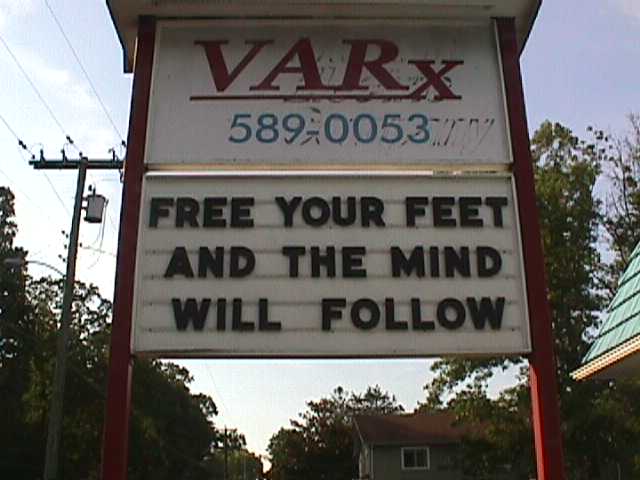 VARx
589-0053
FREE YOUR FEET
AND THE MIND
WILL FOLLOW